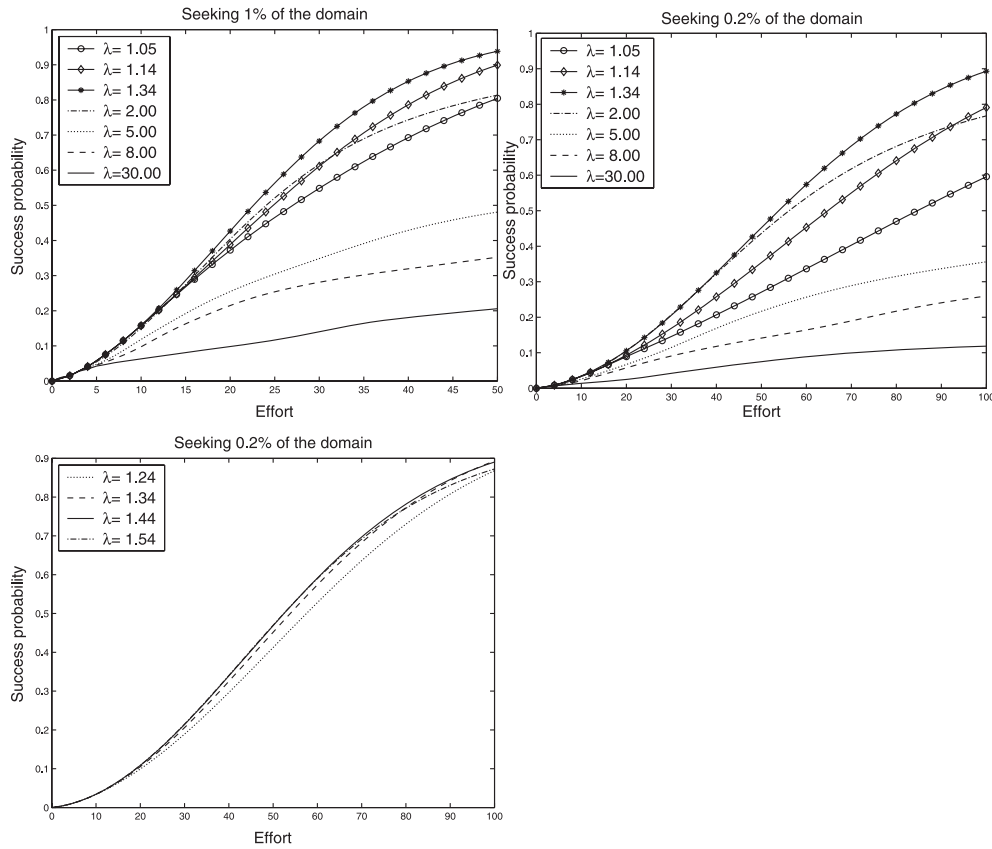 Seeking 1% of the domain
1
0.9
0.8
0.7
0.6
0.5
0.4
0.3
0.2
0.1
0
Success probability
λ= 1.05
λ= 1.14
λ= 1.34
λ= 2.00
λ= 5.00
λ= 8.00
λ=30.00
0 5 10 15 20 25 30 35 40 45 50
Effort
Seeking 0.2% of the domain
1
0.9
0.8
0.7
0.6
0.5
0.4
0.3
0.2
0.1
0
Success probability
λ= 1.05
λ= 1.14
λ= 1.34
λ= 2.00
λ= 5.00
λ= 8.00
λ=30.00
0 10 20 30 40 50 60 70 80 90 100
Effort
Seeking 0.2% of the domain
0.9
0.8
0.7
0.6
0.5
0.4
0.3
0.2
0.1
0
Success probability
λ= 1.24
λ= 1.34
λ= 1.44
λ= 1.54
0 10 20 30 40 50 60 70 80 90 100
Effort